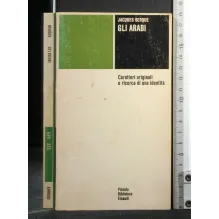 JACQUES BERQUE
GLI ARABI
Caratteri originali
e ricerca di una identità
Piccola
Biblioteca
Einaudi